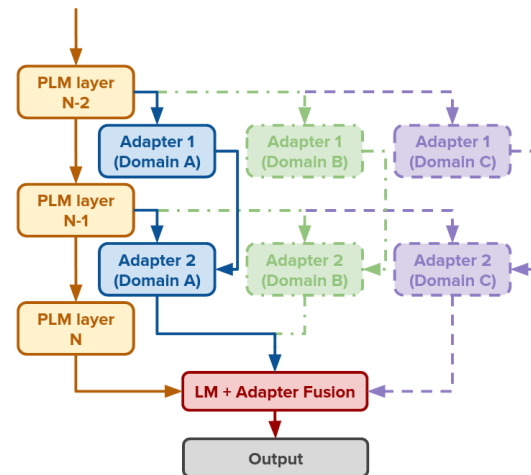 PLM layer
N-2
Adapter 1
(Domain A)
Adapter 1
(Domain B)
Adapter 1
(Domain C)
PLM layer
N-1
Adapter 2
(Domain A)
Adapter 2
(Domain B)
Adapter 2
(Domain C)
PLM layer
N
LM + Adapter Fusion
Output